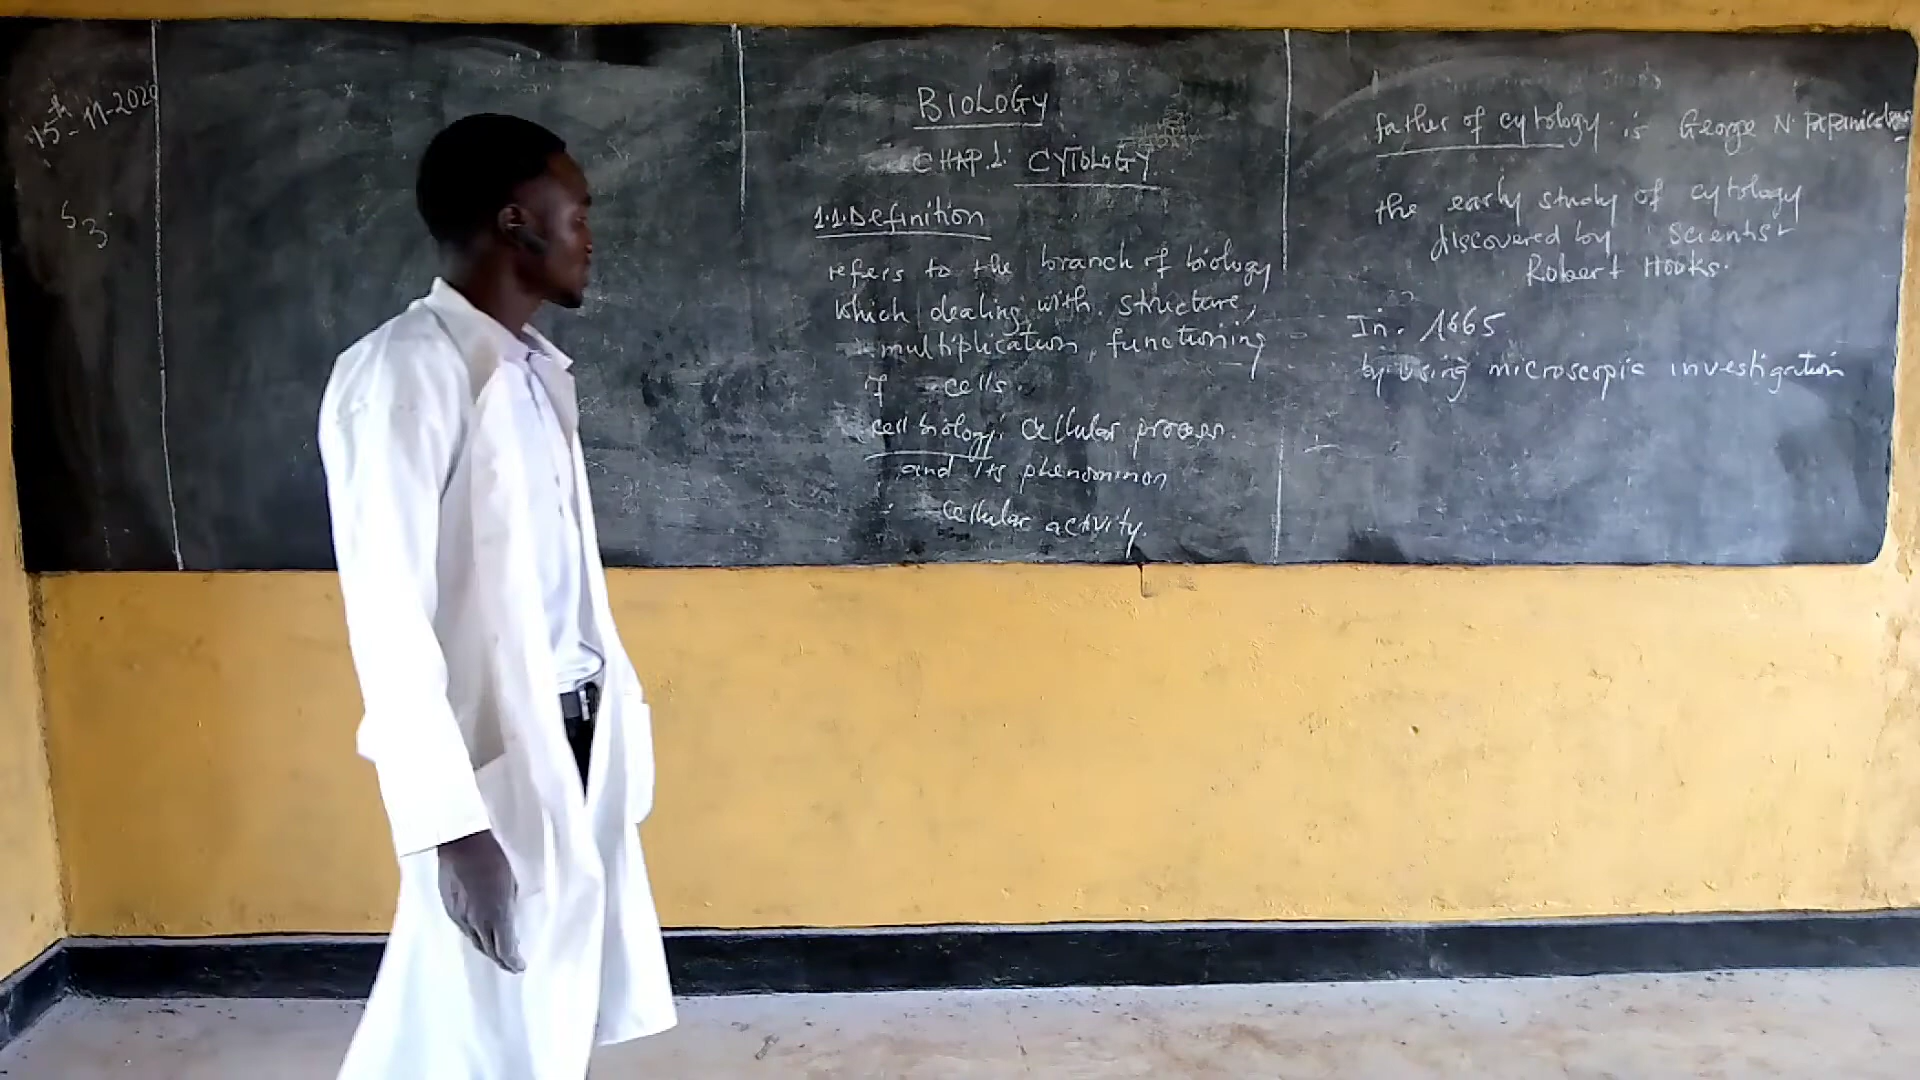 15th-11-2020
S3.
BIOLOGY
CHAP.1. CYTOLOGY
1.1. Definition
refers to the branch of biology
which dealing with structure,
multiplication, functioning
of cells.
cell biology. cellular process.
and its phenominon
cellular activity.
father of cytology is George N. Papanicolaou
the early study of cytology
discovered by scientist
Robert Hooks.
In. 1665
by using microscopic investigation